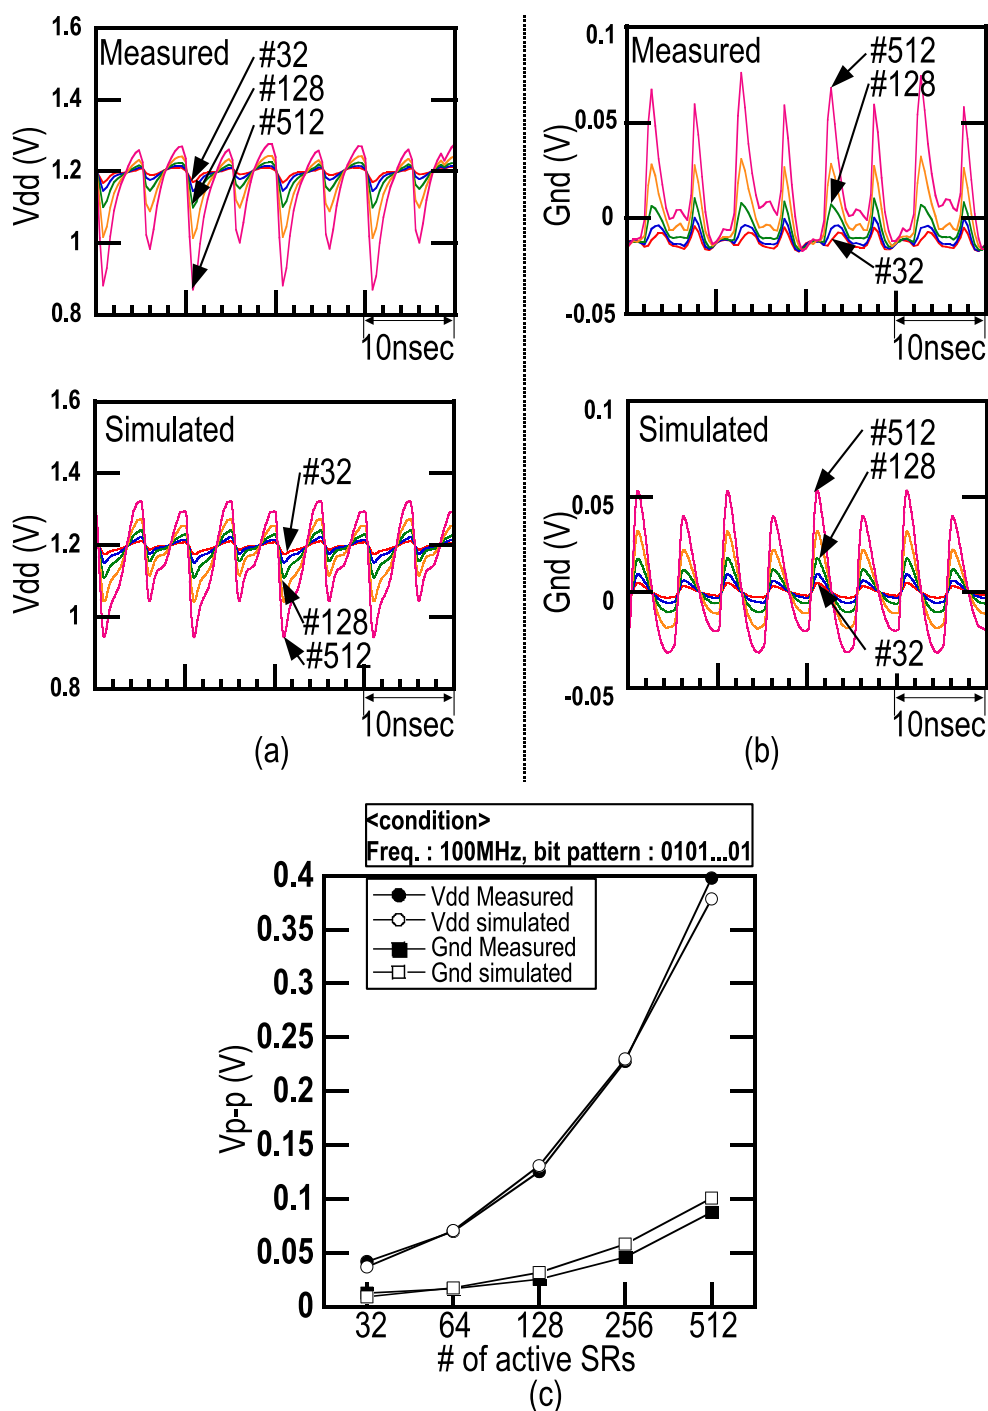 1.6
1.4
1.2
1
0.8
Vdd (V)
Measured
#32
#128
#512
10nsec
0.1
0.05
0
-0.05
Gnd (V)
Measured
#512
#128
#32
10nsec
1.6
1.4
1.2
1
0.8
Vdd (V)
Simulated
#32
#128
#512
10nsec
(a)
0.1
0.05
0
-0.05
Gnd (V)
Simulated
#512
#128
#32
10nsec
(b)
<condition>
Freq. : 100MHz, bit pattern : 0101...01
Vdd Measured
Vdd simulated
Gnd Measured
Gnd simulated
0.4
0.35
0.3
0.25
0.2
0.15
0.1
0.05
0
Vp-p (V)
32 64 128 256 512
# of active SRs
(c)